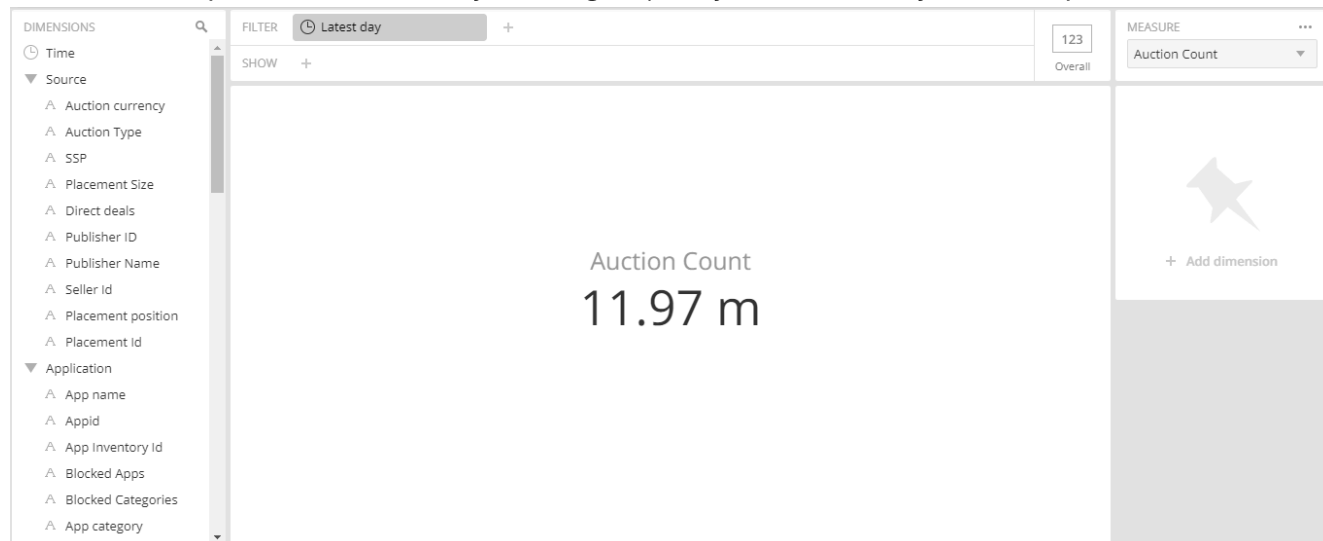 DIMENSIONS
Time
Source
Auction currency
Auction Type
SSP
Placement Size
Direct deals
Publisher ID
Publisher Name
Seller Id
Placement position
Placement Id
Application
App name
Appid
App Inventory Id
Blocked Apps
Blocked Categories
App category
FILTER Latest day +
SHOW +
123
Overall
MEASURE ...
Auction Count
Auction Count
11.97 m
+ Add dimension